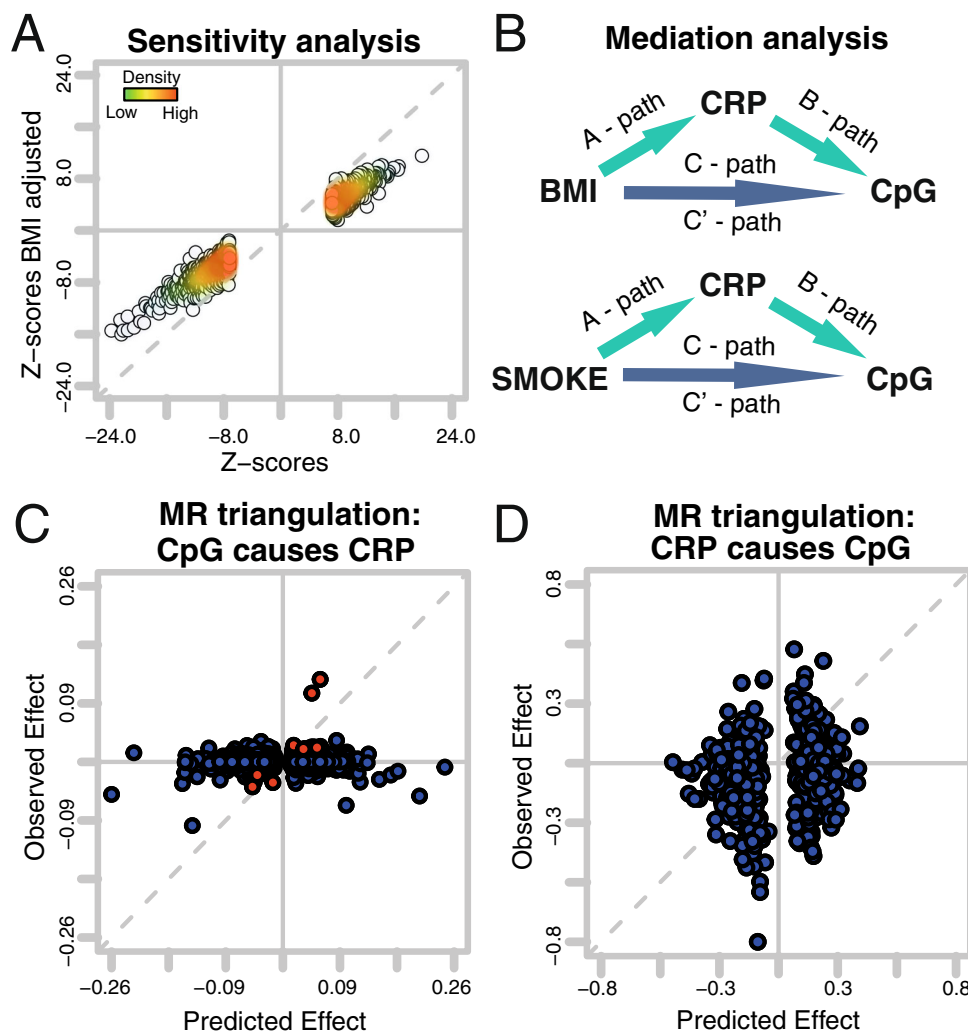 A
Sensitivity analysis
Density
Low High
Z−scores BMI adjusted
24.0
8.0
−8.0
−24.0
−24.0 −8.0 8.0 24.0
Z−scores
B
Mediation analysis
CRP
A - path
B - path
C - path
BMI
CpG
C' - path
CRP
A - path
B - path
C - path
SMOKE
CpG
C' - path
C
MR triangulation:
CpG causes CRP
Observed Effect
0.26
0.09
−0.09
−0.26
−0.26 −0.09 0.09 0.26
Predicted Effect
D
MR triangulation:
CRP causes CpG
Observed Effect
0.8
0.3
−0.3
−0.8
−0.8 −0.3 0.3 0.8
Predicted Effect